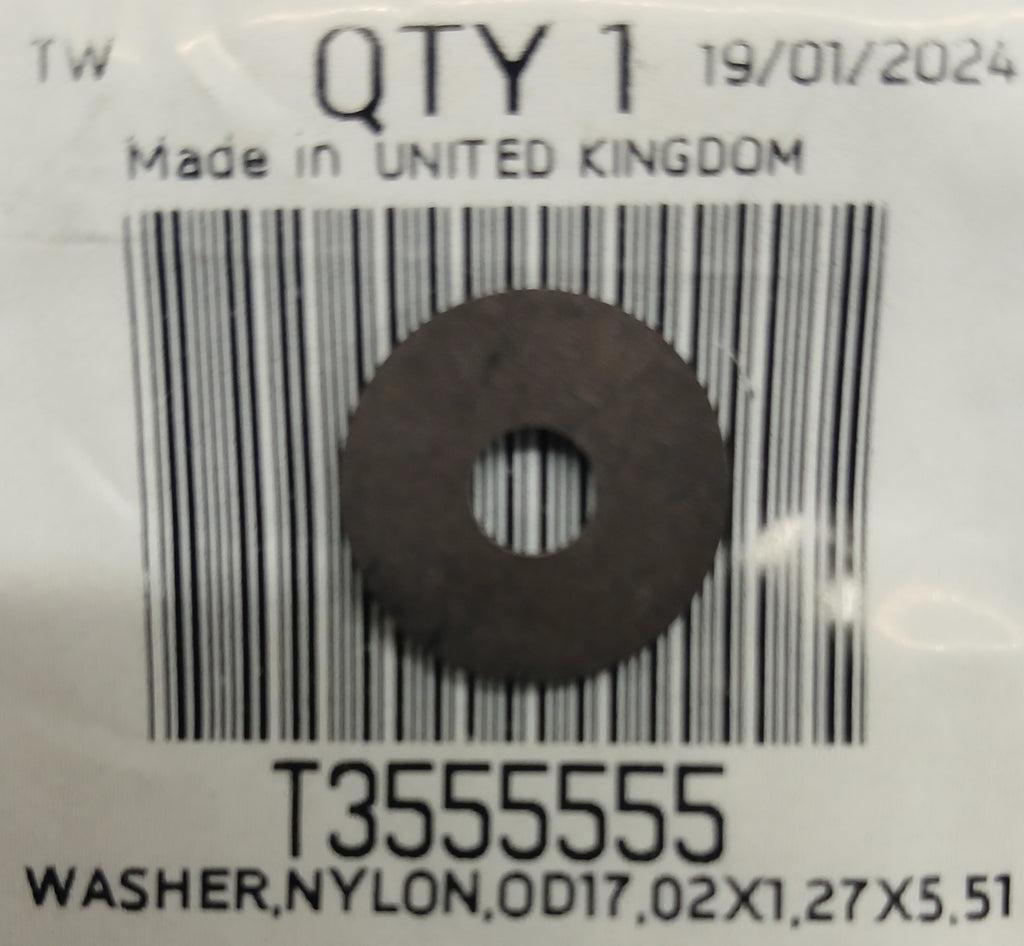 TW QTY 1 19/01/2024
Made in UNITED KINGDOM
T3555555
WASHER,NYLON,OD17,02X1,27X5,51